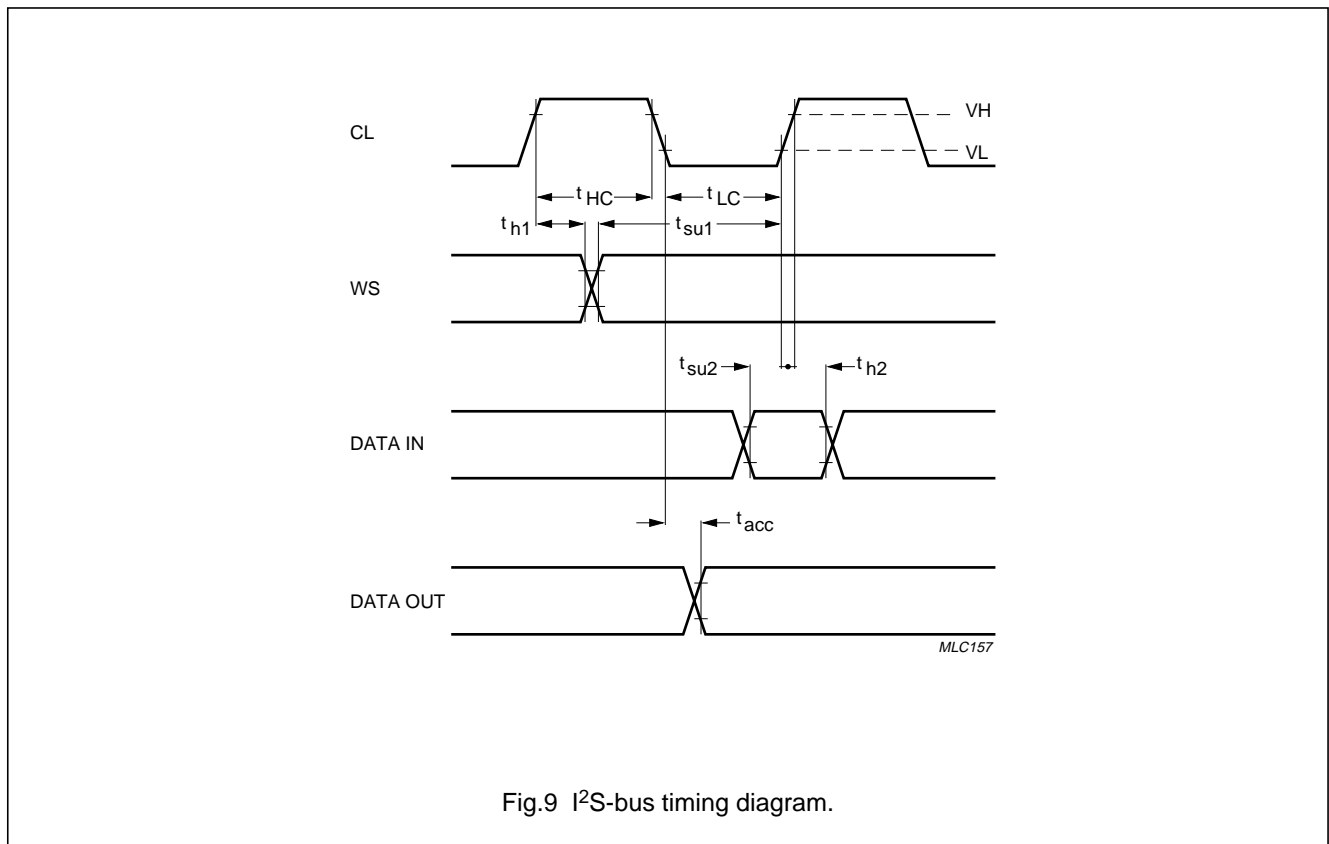 CL
VH
VL
t HC
t LC
t h1
t su1
WS
t su2
t h2
DATA IN
t acc
DATA OUT
MLC157
Fig.9 I²S-bus timing diagram.